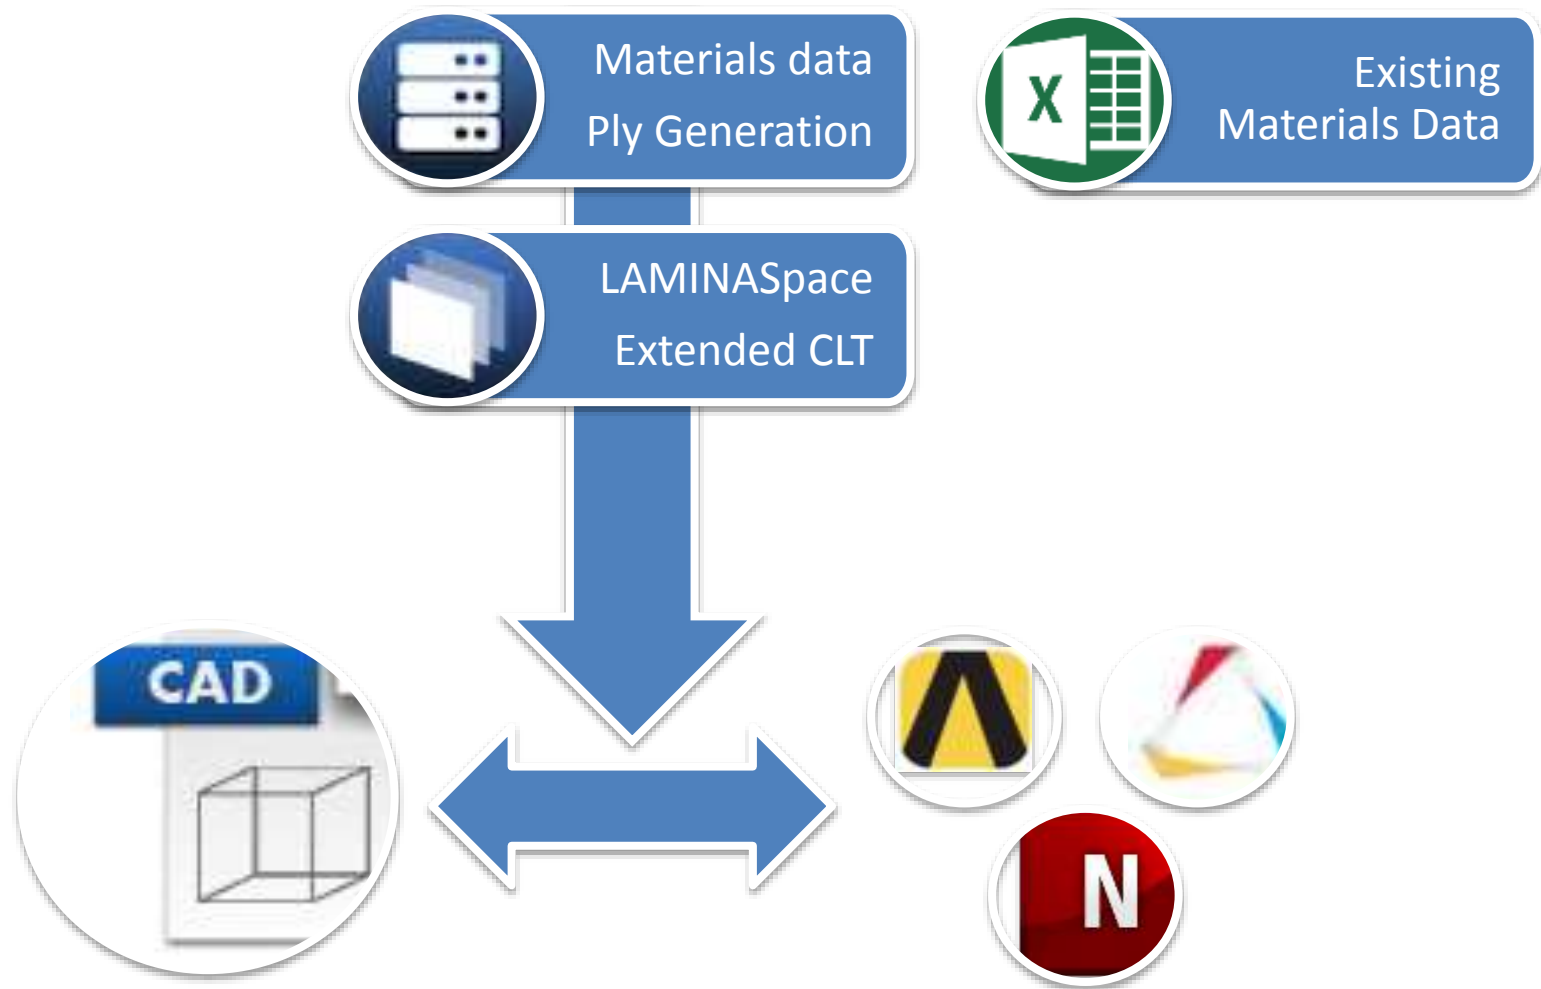 Materials data
Ply Generation
X
Existing
Materials Data
LAMINASpace
Extended CLT
CAD
N